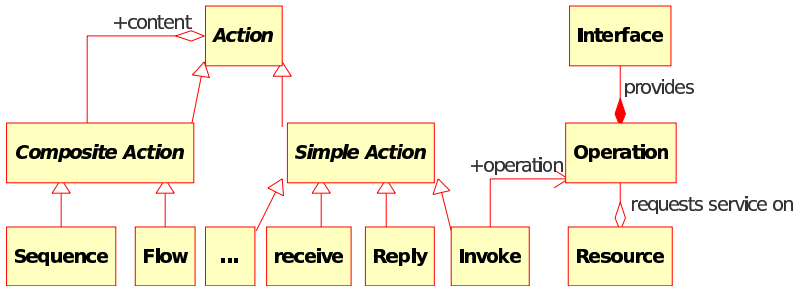 +content
Action
Interface
provides
Composite Action
Simple Action
+operation
Operation
requests service on
Sequence
Flow
...
receive
Reply
Invoke
Resource